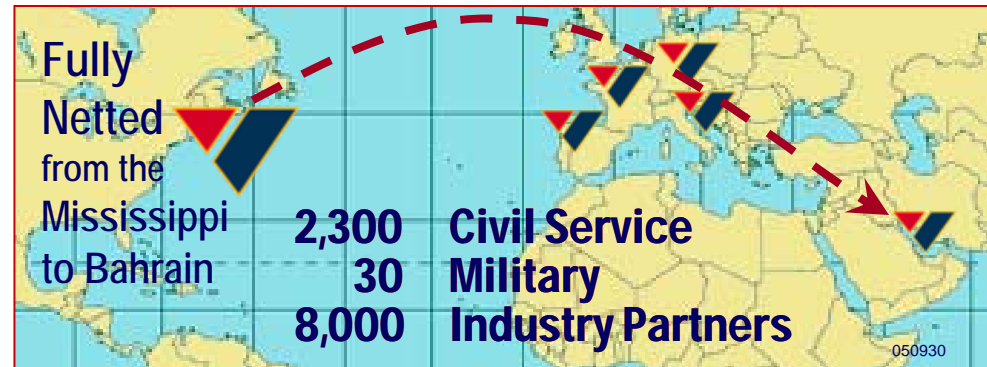 Fully
Netted
from the
Mississippi
to Bahrain
2,300 Civil Service
30 Military
8,000 Industry Partners
050930